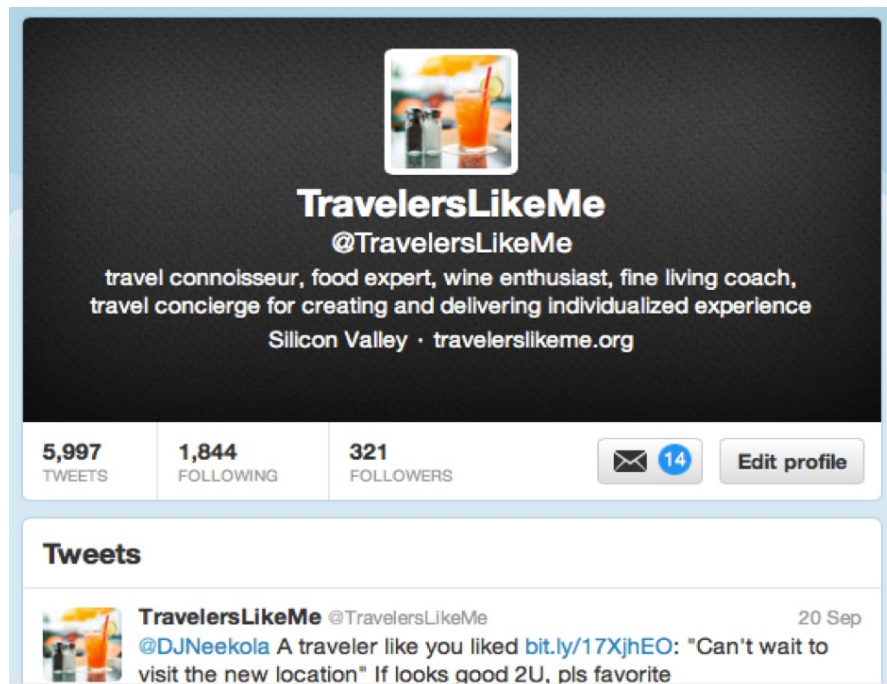 TravelersLikeMe
@TravelersLikeMe
travel connoisseur, food expert, wine enthusiast, fine living coach,
travel concierge for creating and delivering individualized experience
Silicon Valley · travelerslikeme.org
5,997 1,844 321 14 Edit profile
TWEETS FOLLOWING FOLLOWERS
Tweets
TravelersLikeMe @TravelersLikeMe 20 Sep
@DJNeekola A traveler like you liked bit.ly/17XjhEO: "Can't wait to
visit the new location" If looks good 2U, pls favorite